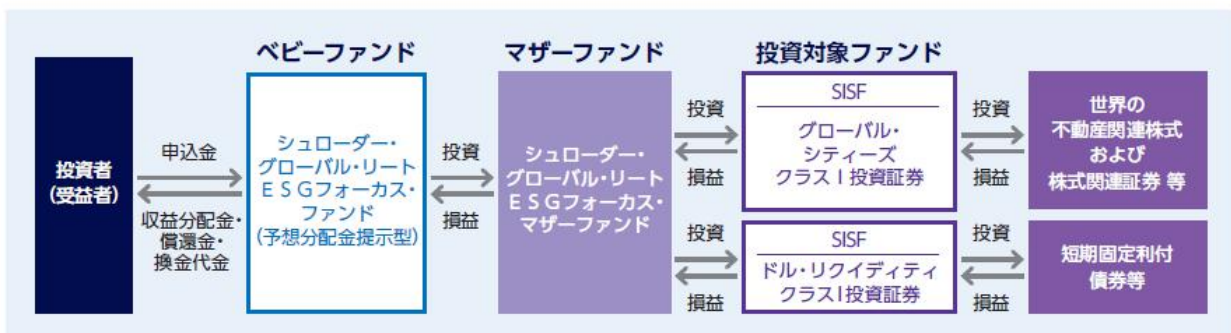 ベビーファンド
マザーファンド
投資対象ファンド
投資者
(受益者)
申込金
収益分配金・
償還金・
換金代金
シュローダー・
グローバル・リート
ESGフォーカス・
ファンド
(予想分配金提示型)
投資
損益
シュローダー・
グローバル・リート
ESGフォーカス・
マザーファンド
投資
損益
SISF
グローバル・
シティーズ
クラスI投資証券
投資
損益
世界の
不動産関連株式
および
株式関連証券 等
投資
損益
SISF
ドル・リクイディティ
クラスI投資証券
投資
損益
短期固定利付
債券等